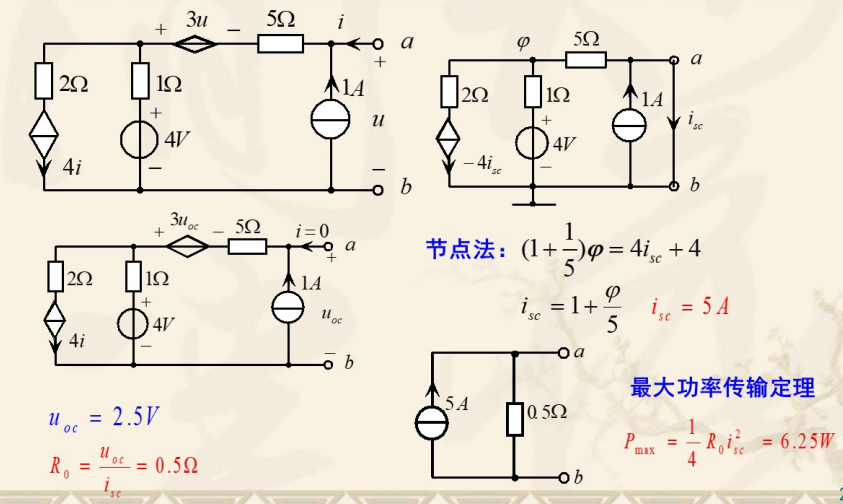 + 3u − 5Ω i a
+
2Ω 1Ω 1A
+
4V u
4i − −
b
φ 5Ω a
2Ω 1Ω 1A
+ i_sc
4V
−4i_sc −
b
+ 3u_oc − 5Ω i = 0 a
+
2Ω 1Ω 1A
+
4V u_oc
4i −
− b
节点法: (1 + 1/5)φ = 4i_sc + 4
i_sc = 1 + φ/5 i_sc = 5A
u_oc = 2.5V
R_0 = u_oc/i_sc = 0.5Ω
a
5A 0.5Ω
b
最大功率传输定理
P_max = 1/4 R_0 i_sc^2 = 6.25W